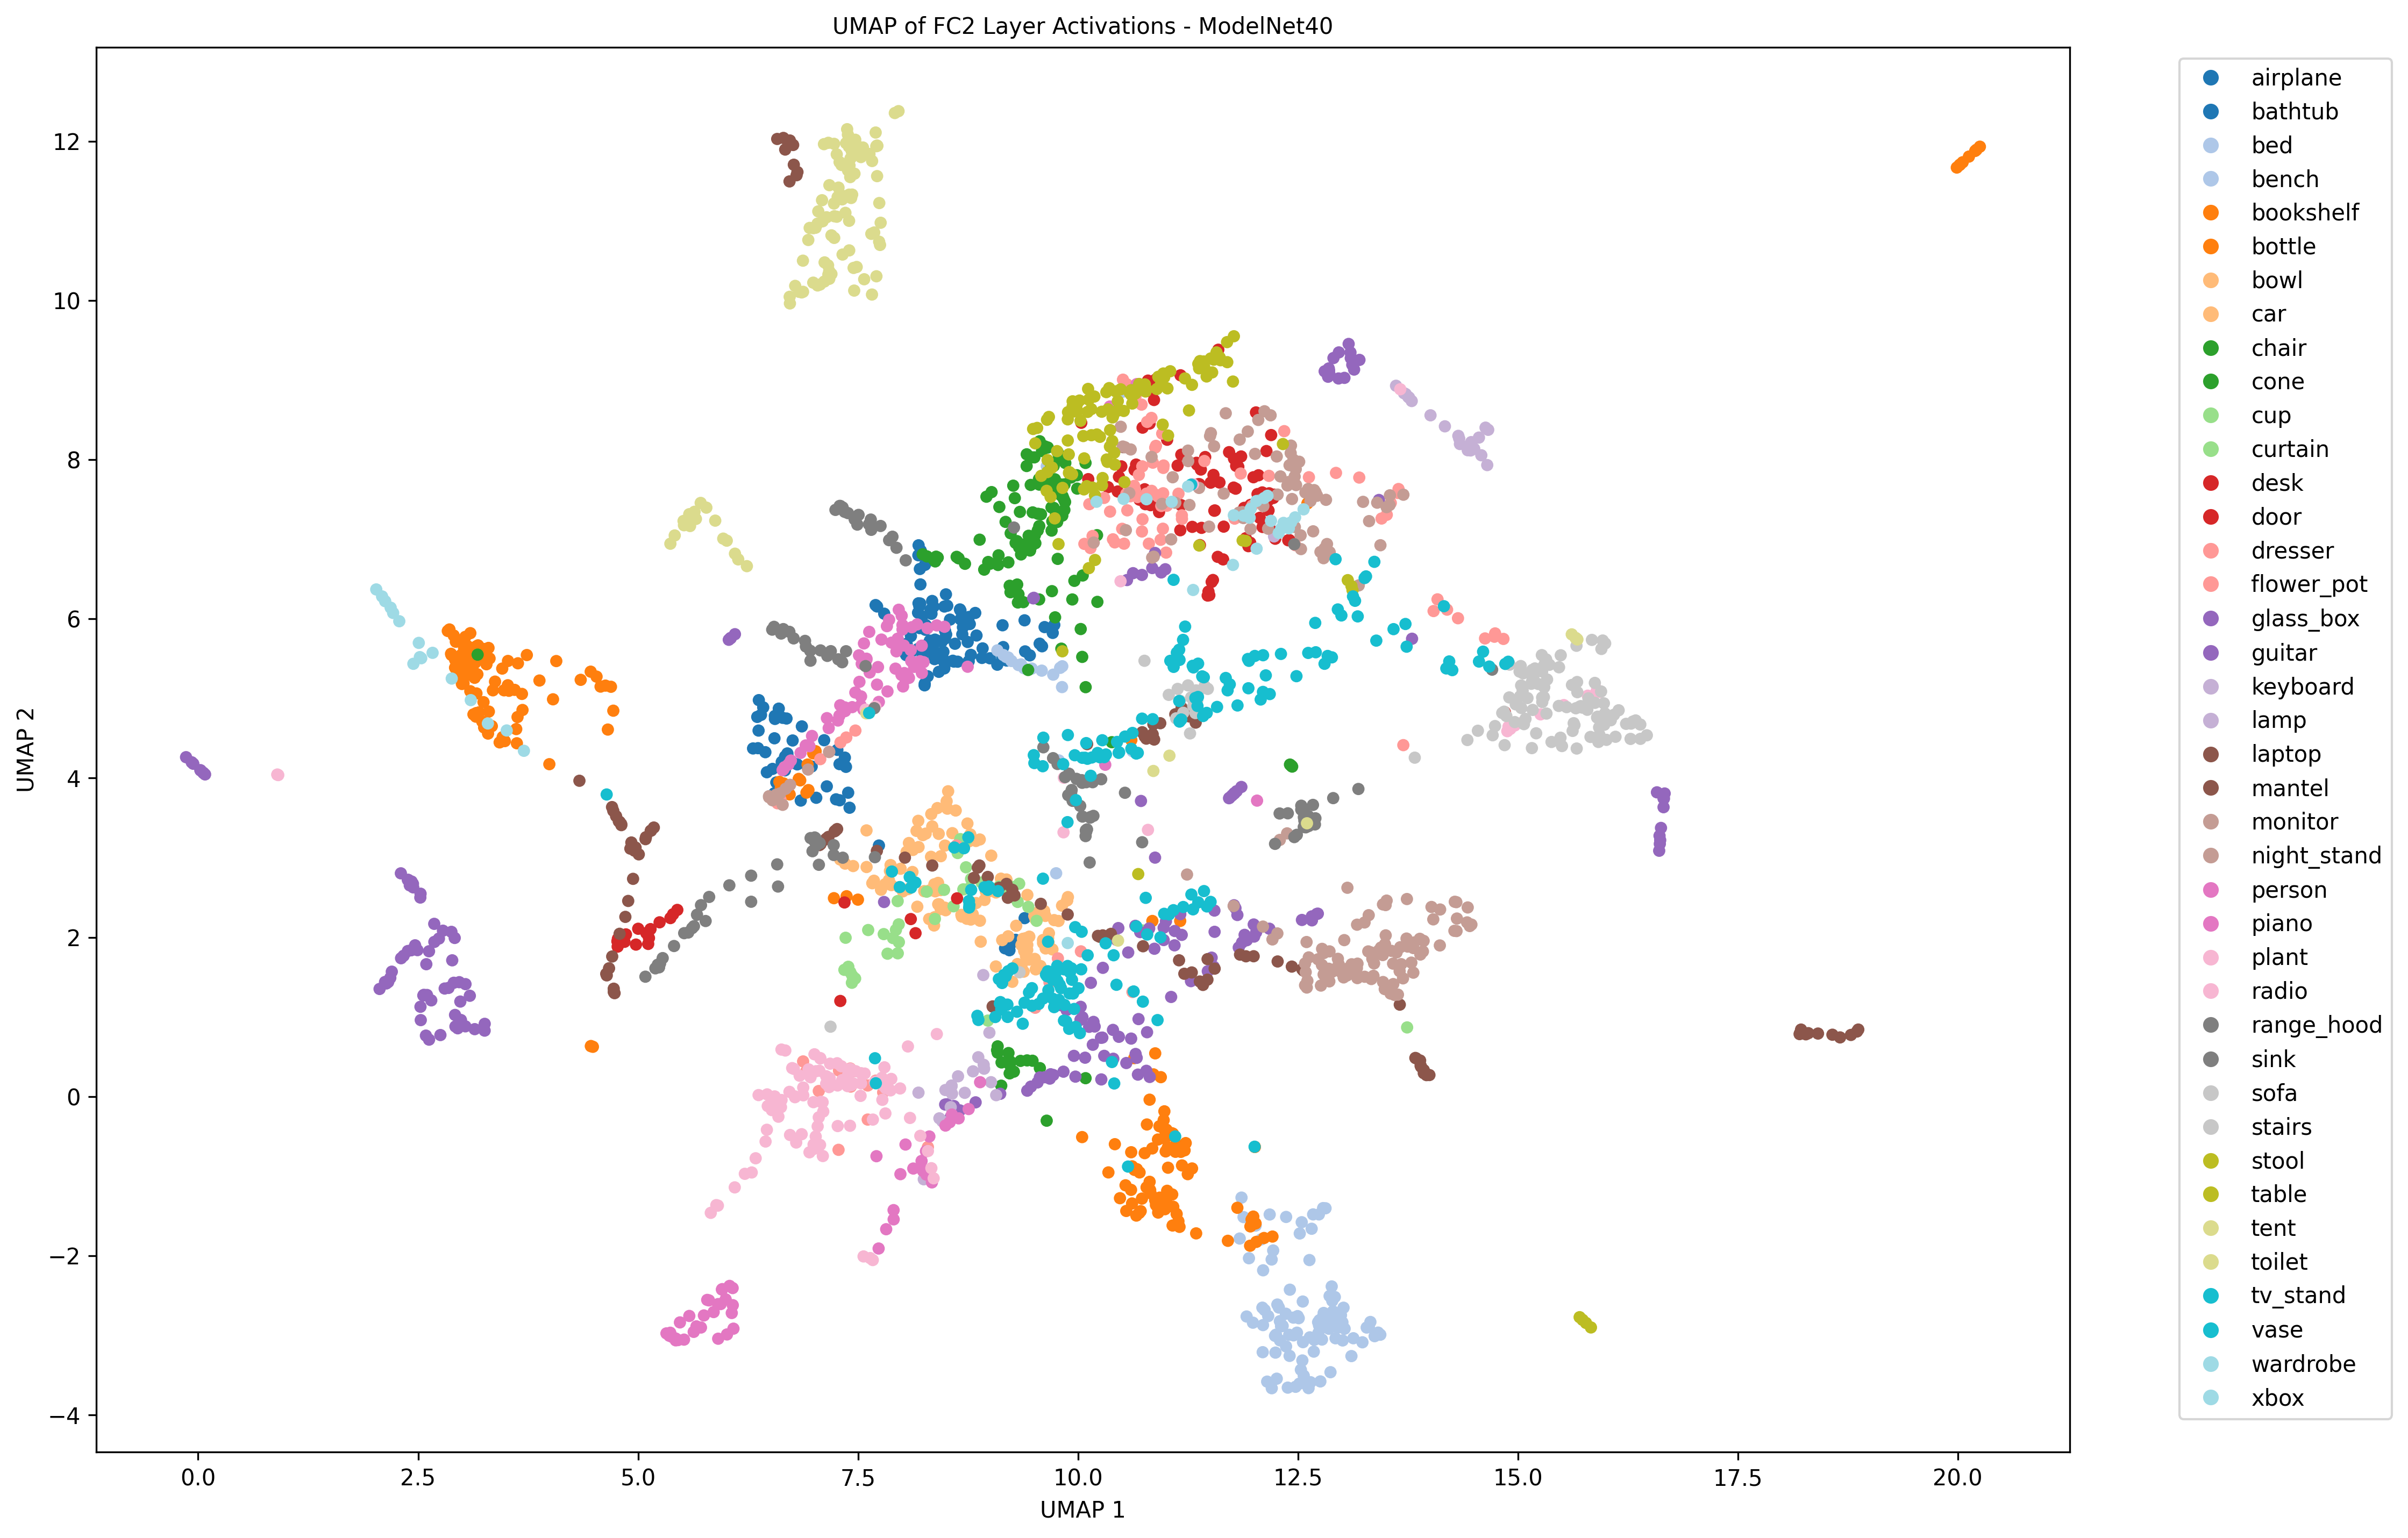 UMAP of FC2 Layer Activations - ModelNet40
12
10
8
6
4
2
0
−2
−4
UMAP 2
0.0 2.5 5.0 7.5 10.0 12.5 15.0 17.5 20.0
UMAP 1
airplane
bathtub
bed
bench
bookshelf
bottle
bowl
car
chair
cone
cup
curtain
desk
door
dresser
flower_pot
glass_box
guitar
keyboard
lamp
laptop
mantel
monitor
night_stand
person
piano
plant
radio
range_hood
sink
sofa
stairs
stool
table
tent
toilet
tv_stand
vase
wardrobe
xbox